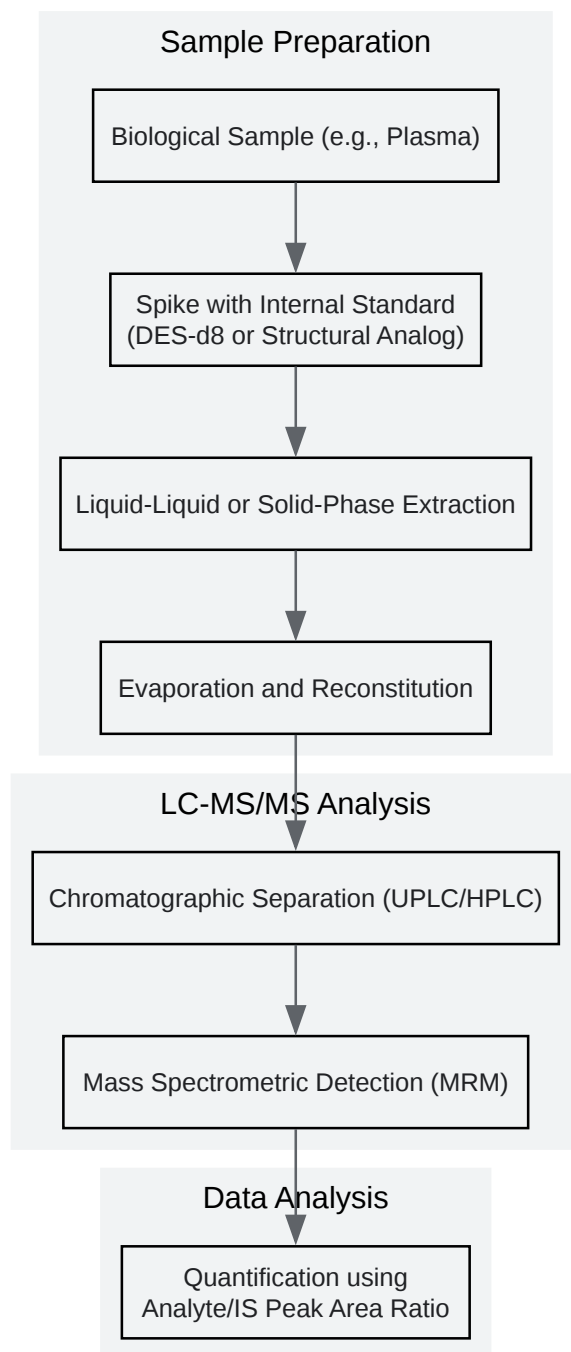 Sample Preparation
Biological Sample (e.g., Plasma)
Spike with Internal Standard
(DES-d8 or Structural Analog)
Liquid-Liquid or Solid-Phase Extraction
Evaporation and Reconstitution
LC-MS/MS Analysis
Chromatographic Separation (UPLC/HPLC)
Mass Spectrometric Detection (MRM)
Data Analysis
Quantification using
Analyte/IS Peak Area Ratio